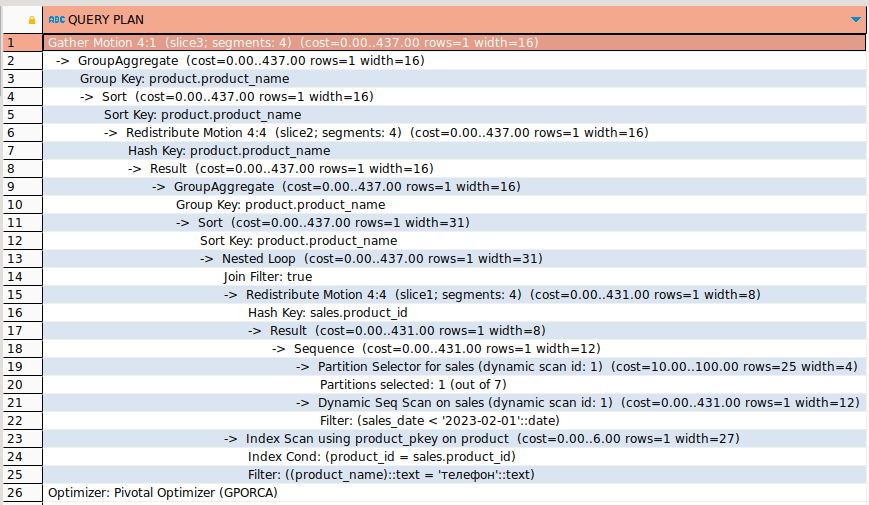 ABC QUERY PLAN
1 Gather Motion 4:1 (slice3; segments: 4) (cost=0.00..437.00 rows=1 width=16)
2 -> GroupAggregate (cost=0.00..437.00 rows=1 width=16)
3 Group Key: product.product_name
4 -> Sort (cost=0.00..437.00 rows=1 width=16)
5 Sort Key: product.product_name
6 -> Redistribute Motion 4:4 (slice2; segments: 4) (cost=0.00..437.00 rows=1 width=16)
7 Hash Key: product.product_name
8 -> Result (cost=0.00..437.00 rows=1 width=16)
9 -> GroupAggregate (cost=0.00..437.00 rows=1 width=16)
10 Group Key: product.product_name
11 -> Sort (cost=0.00..437.00 rows=1 width=31)
12 Sort Key: product.product_name
13 -> Nested Loop (cost=0.00..437.00 rows=1 width=31)
14 Join Filter: true
15 -> Redistribute Motion 4:4 (slice1; segments: 4) (cost=0.00..431.00 rows=1 width=8)
16 Hash Key: sales.product_id
17 -> Result (cost=0.00..431.00 rows=1 width=8)
18 -> Sequence (cost=0.00..431.00 rows=1 width=12)
19 -> Partition Selector for sales (dynamic scan id: 1) (cost=10.00..100.00 rows=25 width=4)
20 Partitions selected: 1 (out of 7)
21 -> Dynamic Seq Scan on sales (dynamic scan id: 1) (cost=0.00..431.00 rows=1 width=12)
22 Filter: (sales_date < '2023-02-01'::date)
23 -> Index Scan using product_pkey on product (cost=0.00..6.00 rows=1 width=27)
24 Index Cond: (product_id = sales.product_id)
25 Filter: ((product_name)::text = 'телефон'::text)
26 Optimizer: Pivotal Optimizer (GPORCA)